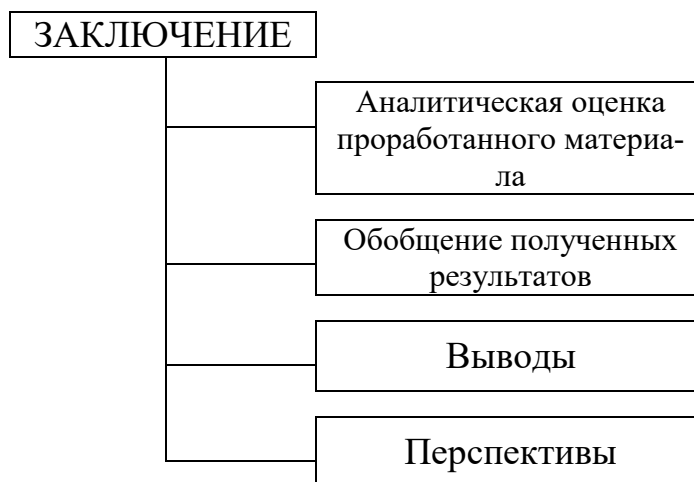 ЗАКЛЮЧЕНИЕ
Аналитическая оценка
проработанного материа-
ла
Обобщение полученных
результатов
Выводы
Перспективы